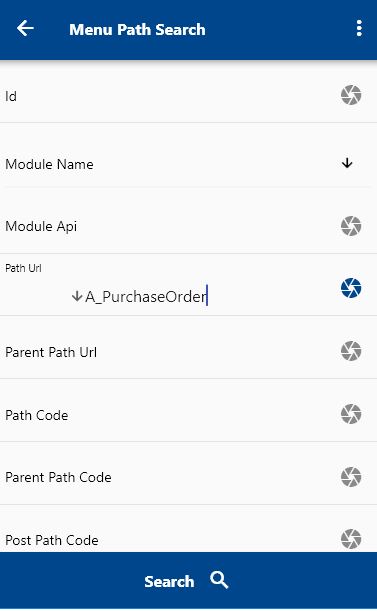 Menu Path Search
Id
Module Name
Module Api
Path Url
A_PurchaseOrder
Parent Path Url
Path Code
Parent Path Code
Post Path Code
Search